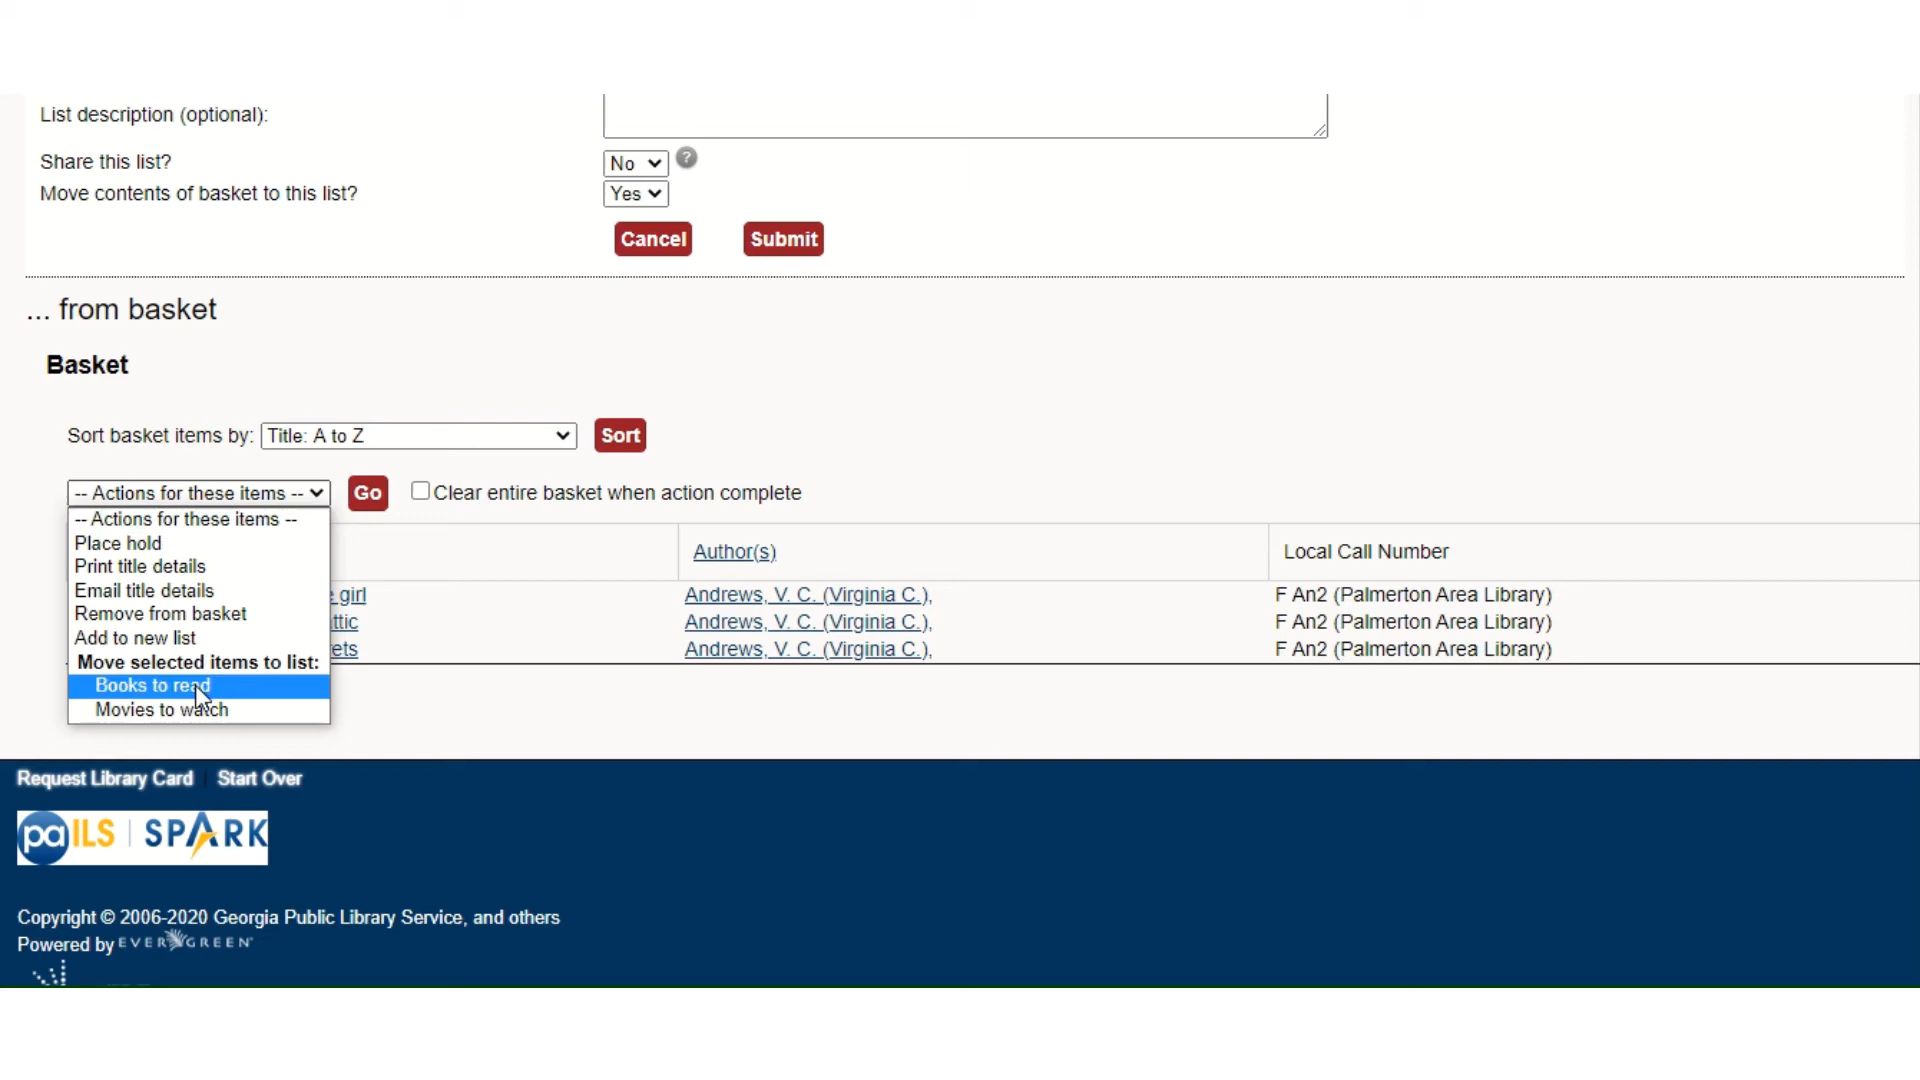 List description (optional):
Share this list? No ?
Move contents of basket to this list? Yes
Cancel Submit
... from basket
Basket
Sort basket items by: Title: A to Z Sort
-- Actions for these items -- Go Clear entire basket when action complete
-- Actions for these items --
Place hold
Print title details
Email title details
Remove from basket
Add to new list
Move selected items to list:
Books to read
Movies to watch
Author(s) Local Call Number
girl Andrews, V. C. (Virginia C.), F An2 (Palmerton Area Library)
ttic Andrews, V. C. (Virginia C.), F An2 (Palmerton Area Library)
ets Andrews, V. C. (Virginia C.), F An2 (Palmerton Area Library)
Request Library Card Start Over
pa ILS | SPARK
Copyright © 2006-2020 Georgia Public Library Service, and others
Powered by EVERGREEN